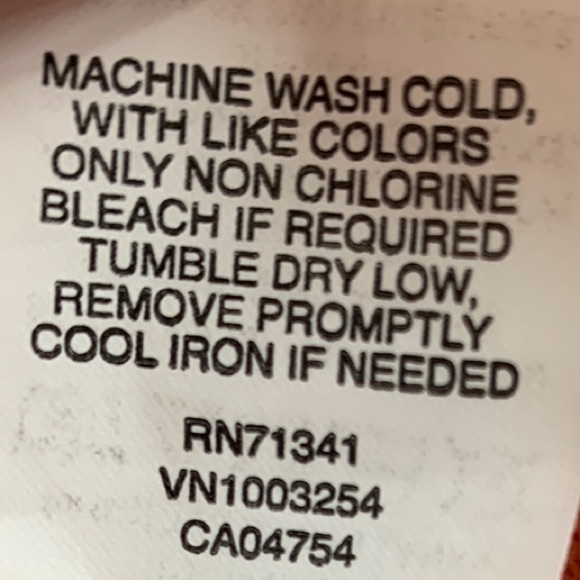 MACHINE WASH COLD,
WITH LIKE COLORS
ONLY NON CHLORINE
BLEACH IF REQUIRED
TUMBLE DRY LOW,
REMOVE PROMPTLY
COOL IRON IF NEEDED
RN71341
VN1003254
CA04754